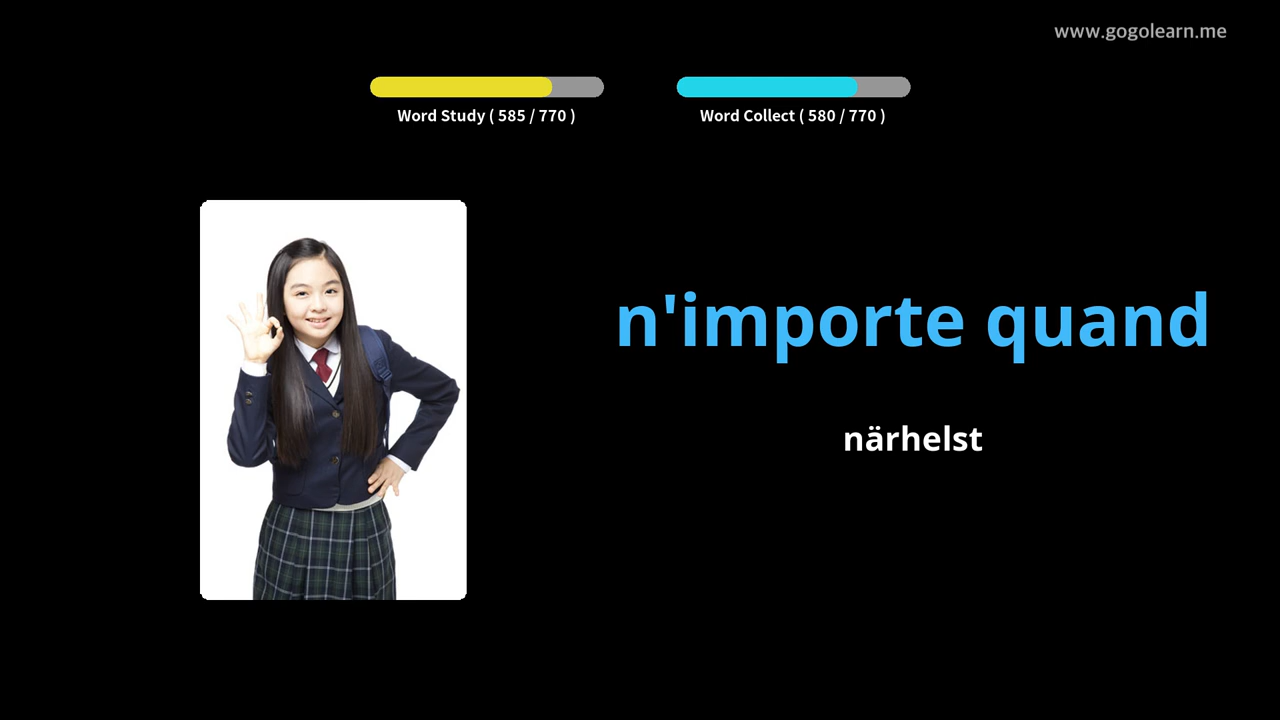 www.gogolearn.me
Word Study ( 585 / 770 )
Word Collect ( 580 / 770 )
n'importe quand
närhelst